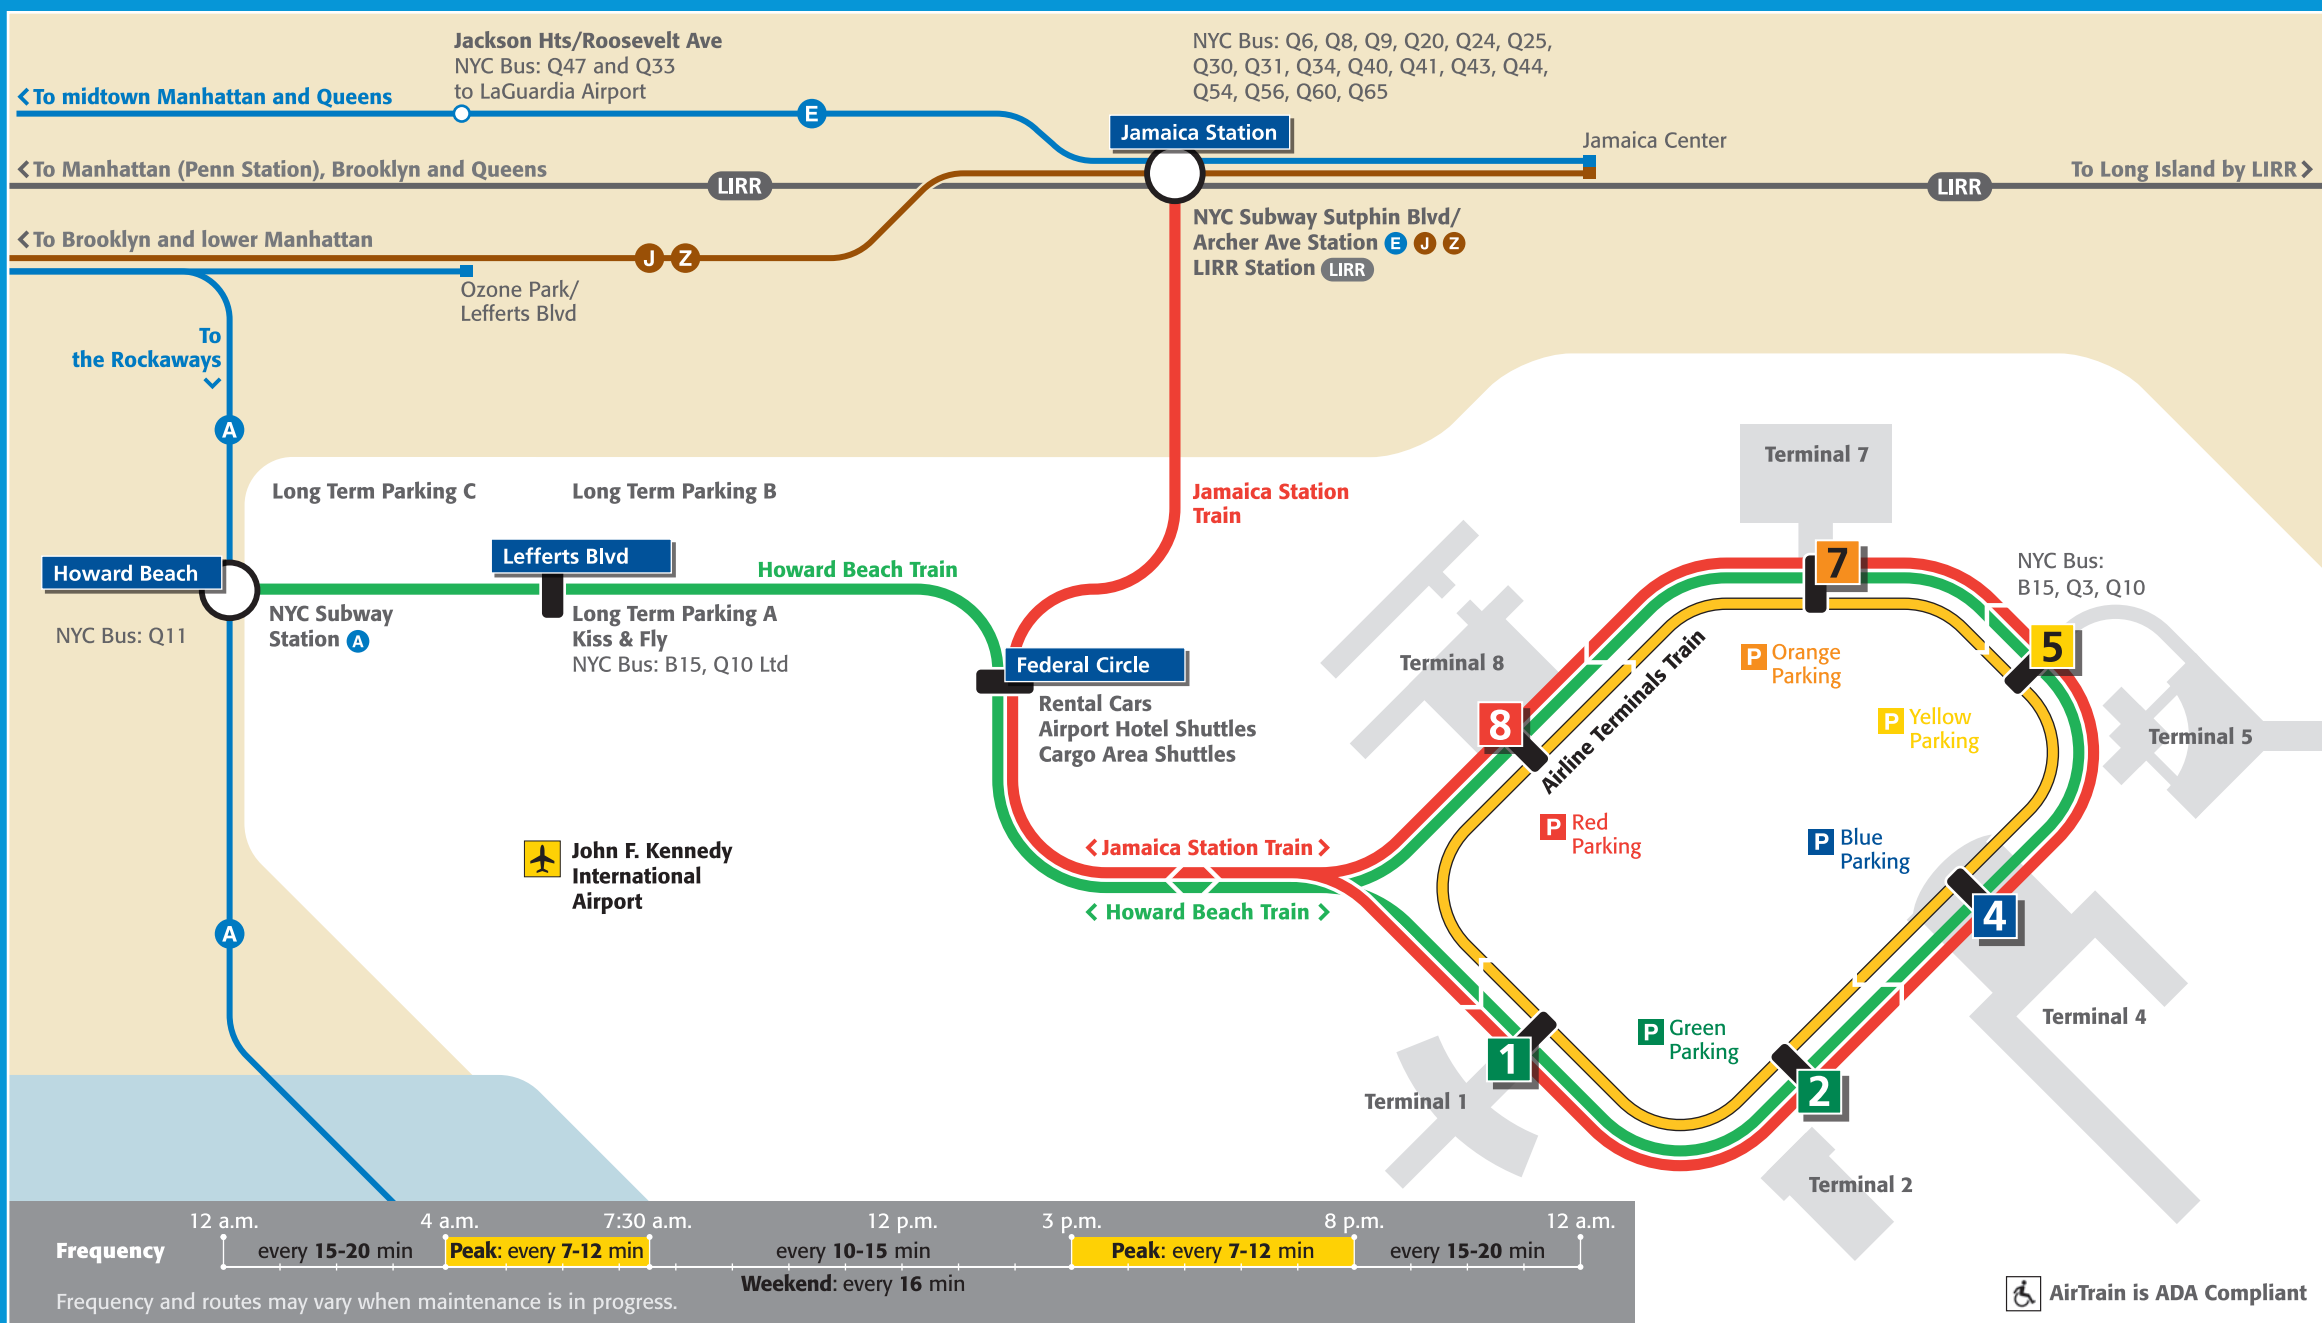 Jackson Hts/Roosevelt Ave
NYC Bus: Q47 and Q33
to LaGuardia Airport
NYC Bus: Q6, Q8, Q9, Q20, Q24, Q25,
Q30, Q31, Q34, Q40, Q41, Q43, Q44,
Q54, Q56, Q60, Q65
To midtown Manhattan and Queens
E
Jamaica Station
Jamaica Center
To Manhattan (Penn Station), Brooklyn and Queens
LIRR
LIRR
To Long Island by LIRR
NYC Subway Sutphin Blvd/
Archer Ave Station E J Z
LIRR Station LIRR
To Brooklyn and lower Manhattan
J Z
Ozone Park/
Lefferts Blvd
To
the Rockaways
A
Long Term Parking C
Long Term Parking B
Jamaica Station
Train
Terminal 7
Howard Beach
Lefferts Blvd
Howard Beach Train
7
NYC Bus:
B15, Q3, Q10
NYC Subway
Station A
NYC Bus: Q11
Long Term Parking A
Kiss & Fly
NYC Bus: B15, Q10 Ltd
Federal Circle
Rental Cars
Airport Hotel Shuttles
Cargo Area Shuttles
Terminal 8
8
Airline Terminals Train
P Orange
Parking
5
P Yellow
Parking
Terminal 5
P Red
Parking
P Blue
Parking
John F. Kennedy
International
Airport
Jamaica Station Train
Howard Beach Train
A
4
Terminal 4
P Green
Parking
1
Terminal 1
2
Terminal 2
12 a.m. 4 a.m. 7:30 a.m. 12 p.m. 3 p.m. 8 p.m. 12 a.m.
Frequency every 15-20 min Peak: every 7-12 min every 10-15 min Peak: every 7-12 min every 15-20 min
Weekend: every 16 min
Frequency and routes may vary when maintenance is in progress.
AirTrain is ADA Compliant